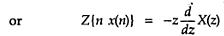 or Z{n x(n)} = -z d/dz X(z)